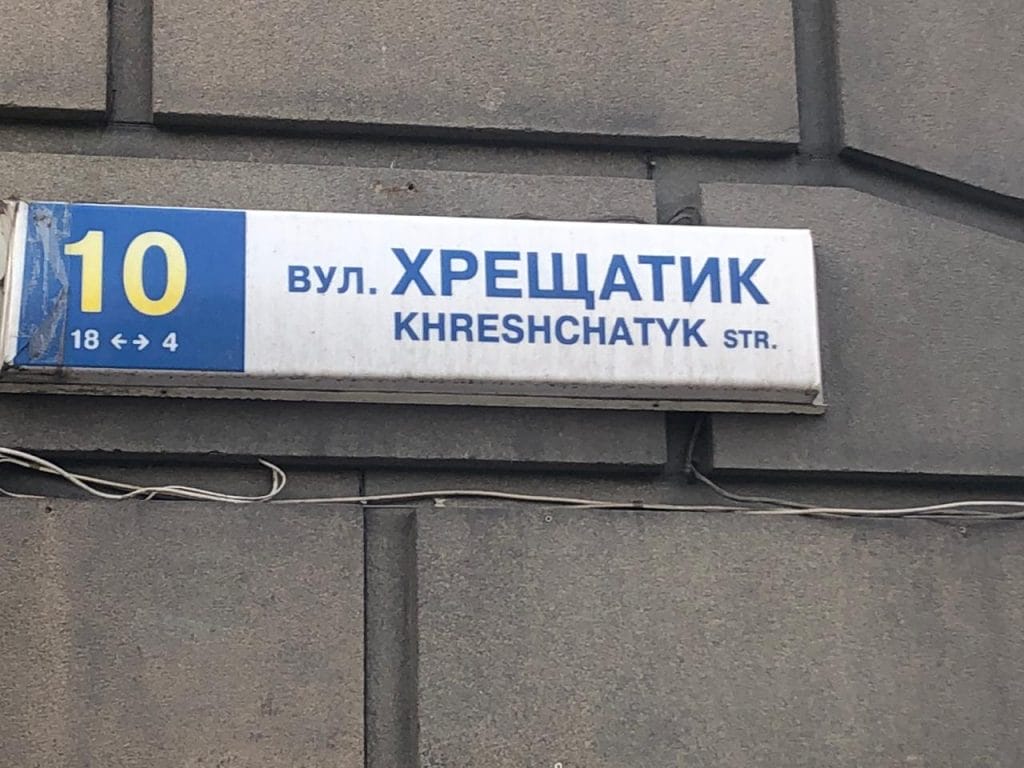 10
18 ↔ 4
ВУЛ. ХРЕЩАТИК
KHRESHCHATYK STR.